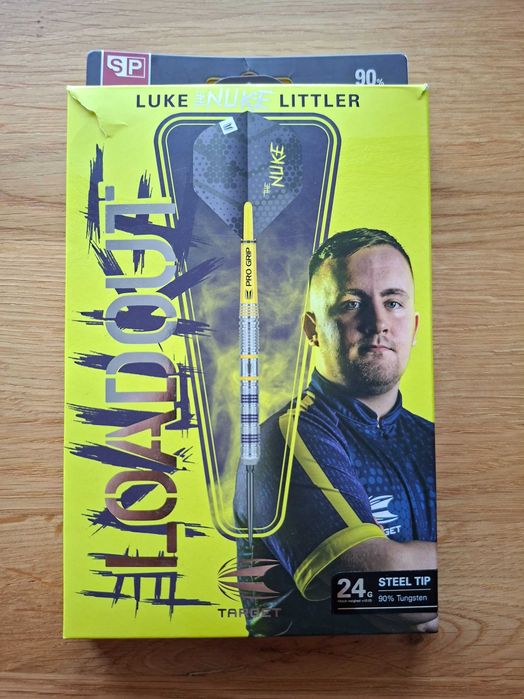 SP
90%
LUKE THE NUKE LITTLER
M
THE NUKE
PRO GRIP
LOADOUT
TARGET
TARGET
24G
STEEL TIP
90% Tungsten